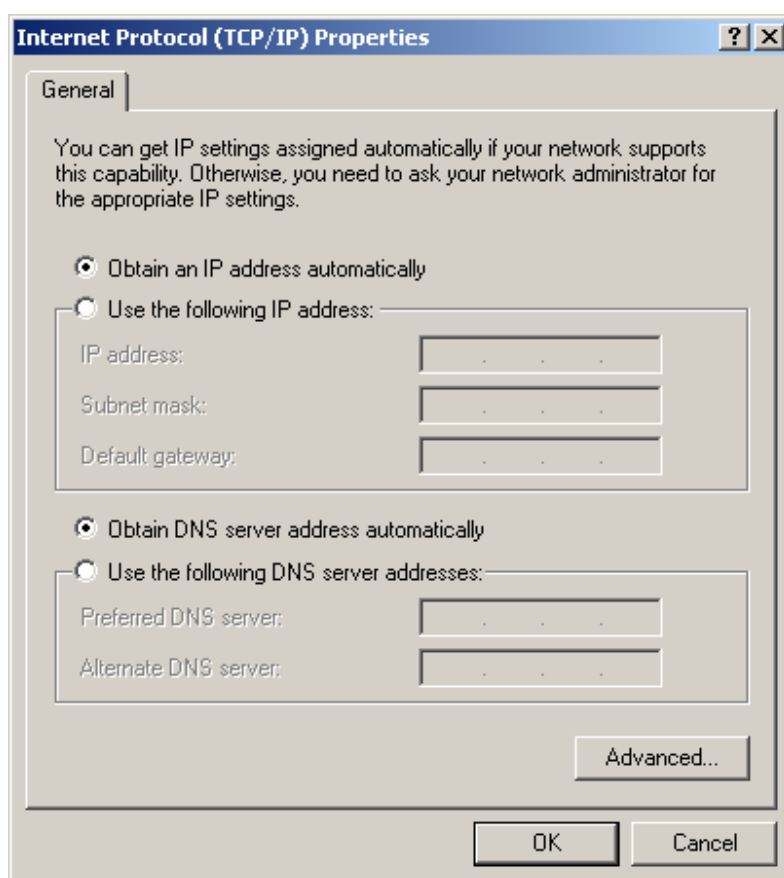 Internet Protocol (TCP/IP) Properties
General
You can get IP settings assigned automatically if your network supports
this capability. Otherwise, you need to ask your network administrator for
the appropriate IP settings.
Obtain an IP address automatically
Use the following IP address:
IP address:
Subnet mask:
Default gateway:
Obtain DNS server address automatically
Use the following DNS server addresses:
Preferred DNS server:
Alternate DNS server:
Advanced...
OK Cancel